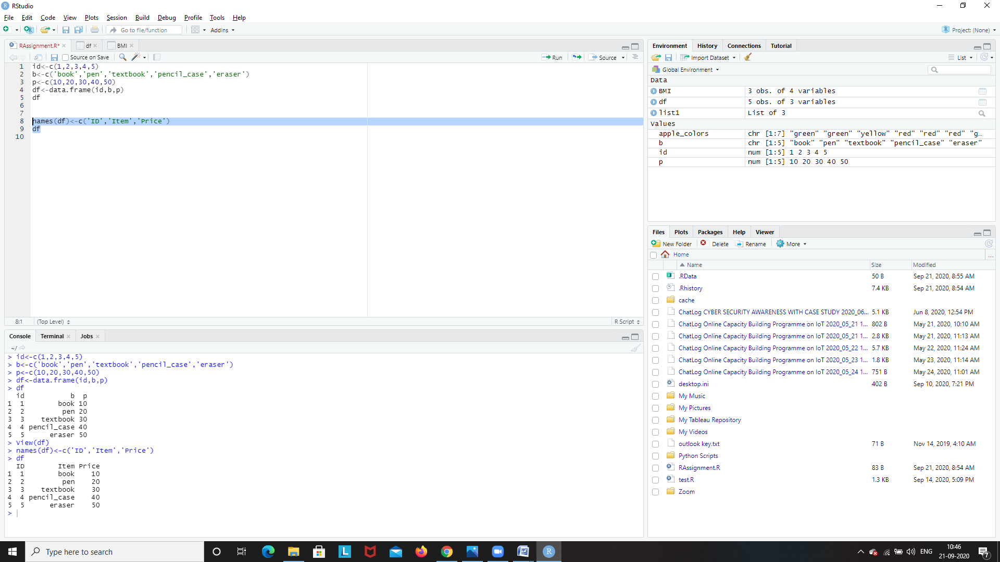 RStudio
File Edit Code View Plots Session Build Debug Profile Tools Help
Go to file/function Addins Project: (None)
RAssignment.R* df BMI
Source on Save Run Source
1 id<-c(1,2,3,4,5)
2 b<-c('book','pen','textbook','pencil_case','eraser')
3 p<-c(10,20,30,40,50)
4 df<-data.frame(id,b,p)
5 df
6
7
8 names(df)<-c('ID','Item','Price')
9 df
10
8:1 (Top Level) R Script
Console Terminal Jobs
~/
> id<-c(1,2,3,4,5)
> b<-c('book','pen','textbook','pencil_case','eraser')
> p<-c(10,20,30,40,50)
> df<-data.frame(id,b,p)
> df
  id           b  p
1  1        book 10
2  2         pen 20
3  3    textbook 30
4  4 pencil_case 40
5  5      eraser 50
> View(df)
> names(df)<-c('ID','Item','Price')
> df
  ID        Item Price
1  1        book    10
2  2         pen    20
3  3    textbook    30
4  4 pencil_case    40
5  5      eraser    50
>
Environment History Connections Tutorial
Import Dataset List
Global Environment
Data
BMI 3 obs. of 4 variables
df 5 obs. of 3 variables
list1 List of 3
Values
apple_colors chr [1:7] "green" "green" "yellow" "red" "red" "red" "g…
b chr [1:5] "book" "pen" "textbook" "pencil_case" "eraser"
id num [1:5] 1 2 3 4 5
p num [1:5] 10 20 30 40 50
Files Plots Packages Help Viewer
New Folder Delete Rename More
Home ...
Name Size Modified
.RData 50 B Sep 21, 2020, 8:55 AM
.Rhistory 7.4 KB Sep 21, 2020, 8:54 AM
cache
ChatLog CYBER SECURITY AWARENESS WITH CASE STUDY 2020_06... 5.1 KB Jun 8, 2020, 12:54 PM
ChatLog Online Capacity Building Programme on IoT 2020_05_21 1... 802 B May 21, 2020, 10:10 AM
ChatLog Online Capacity Building Programme on IoT 2020_05_21 1... 2.8 KB May 21, 2020, 11:13 AM
ChatLog Online Capacity Building Programme on IoT 2020_05_22 1... 5.7 KB May 22, 2020, 11:24 AM
ChatLog Online Capacity Building Programme on IoT 2020_05_23 1... 1.8 KB May 23, 2020, 11:14 AM
ChatLog Online Capacity Building Programme on IoT 2020_05_24 1... 751 B May 24, 2020, 11:01 AM
desktop.ini 402 B Sep 10, 2020, 7:21 PM
My Music
My Pictures
My Tableau Repository
My Videos
outlook key.txt 71 B Nov 14, 2019, 4:10 AM
Python Scripts
RAssignment.R 83 B Sep 21, 2020, 8:54 AM
test.R 1.3 KB Sep 14, 2020, 5:09 PM
Zoom
Type here to search ENG 10:46
21-09-2020 7